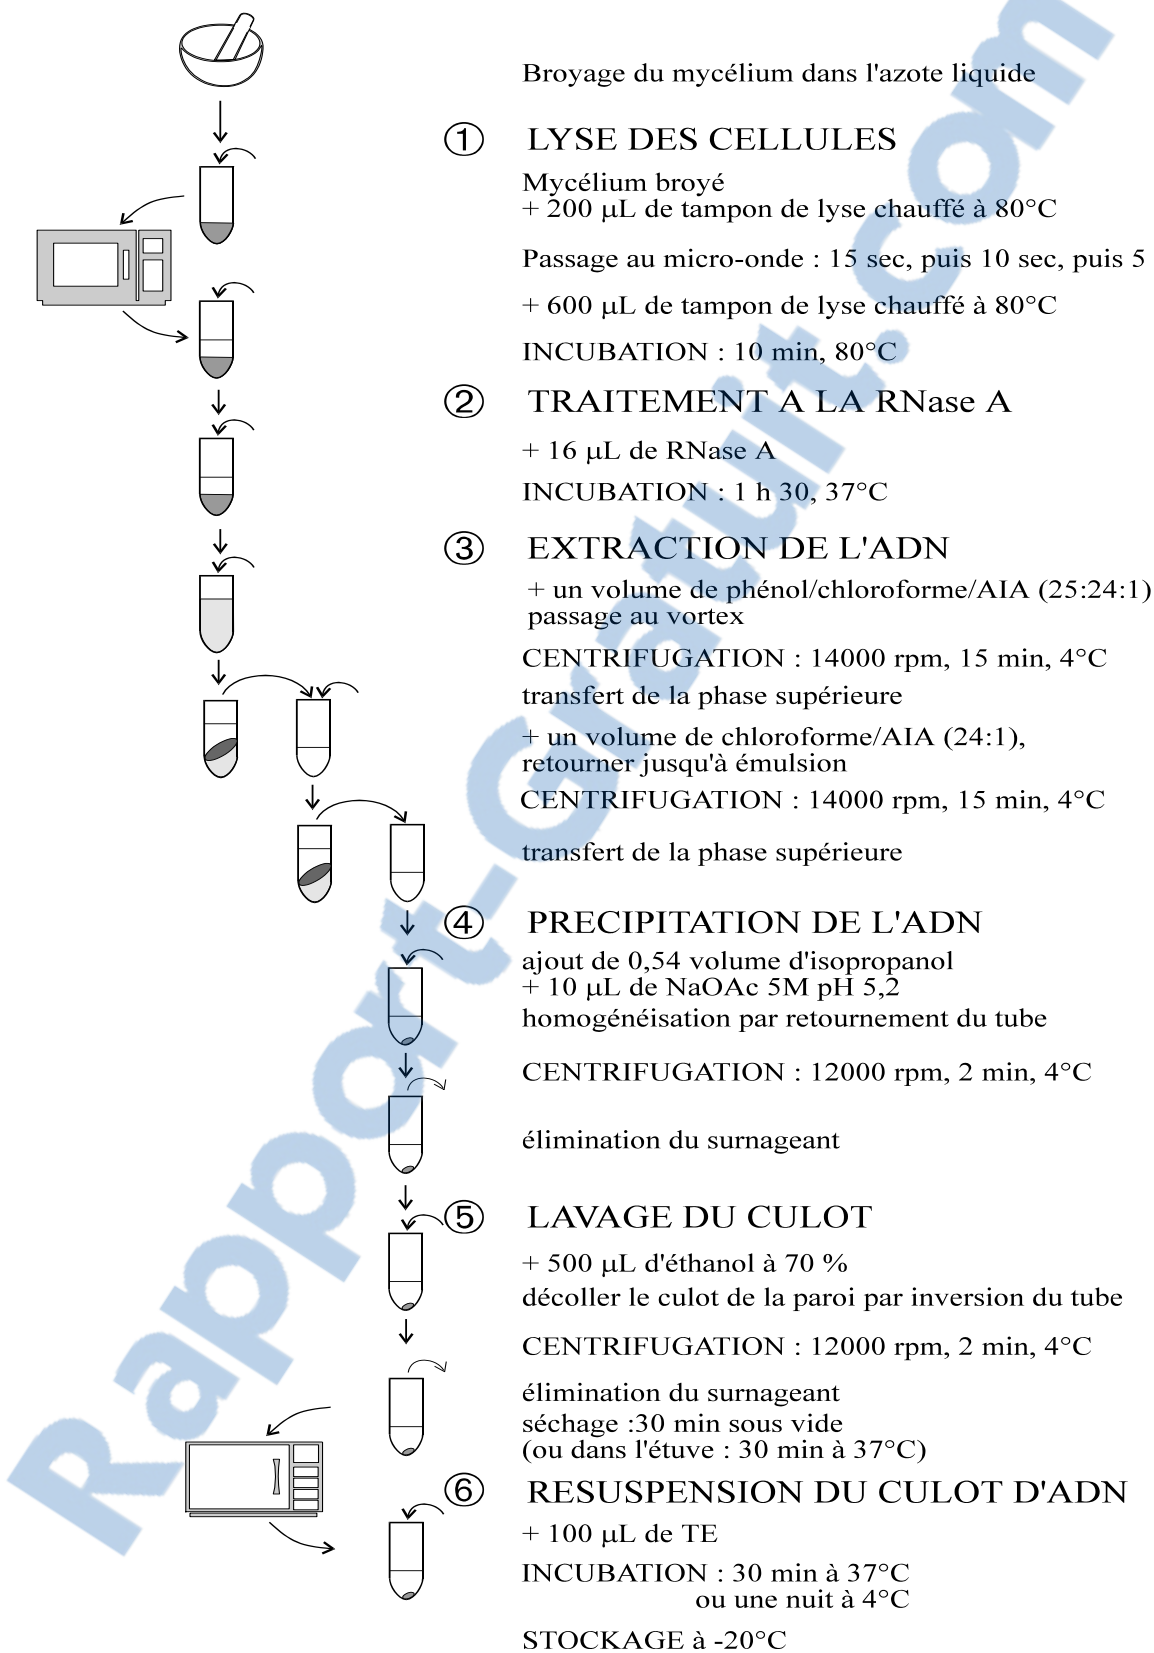 Broyage du mycélium dans l'azote liquide
① LYSE DES CELLULES
Mycélium broyé
+ 200 µL de tampon de lyse chauffé à 80°C
Passage au micro-onde : 15 sec, puis 10 sec, puis 5
+ 600 µL de tampon de lyse chauffé à 80°C
INCUBATION : 10 min, 80°C
② TRAITEMENT A LA RNase A
+ 16 µL de RNase A
INCUBATION : 1 h 30, 37°C
③ EXTRACTION DE L'ADN
+ un volume de phénol/chloroforme/AIA (25:24:1)
passage au vortex
CENTRIFUGATION : 14000 rpm, 15 min, 4°C
transfert de la phase supérieure
+ un volume de chloroforme/AIA (24:1),
retourner jusqu'à émulsion
CENTRIFUGATION : 14000 rpm, 15 min, 4°C
transfert de la phase supérieure
④ PRECIPITATION DE L'ADN
ajout de 0,54 volume d'isopropanol
+ 10 µL de NaOAc 5M pH 5,2
homogénéisation par retournement du tube
CENTRIFUGATION : 12000 rpm, 2 min, 4°C
élimination du surnageant
⑤ LAVAGE DU CULOT
+ 500 µL d'éthanol à 70 %
décoller le culot de la paroi par inversion du tube
CENTRIFUGATION : 12000 rpm, 2 min, 4°C
élimination du surnageant
séchage :30 min sous vide
(ou dans l'étuve : 30 min à 37°C)
⑥ RESUSPENSION DU CULOT D'ADN
+ 100 µL de TE
INCUBATION : 30 min à 37°C
ou une nuit à 4°C
STOCKAGE à -20°C
Rapport-Gratuit.com